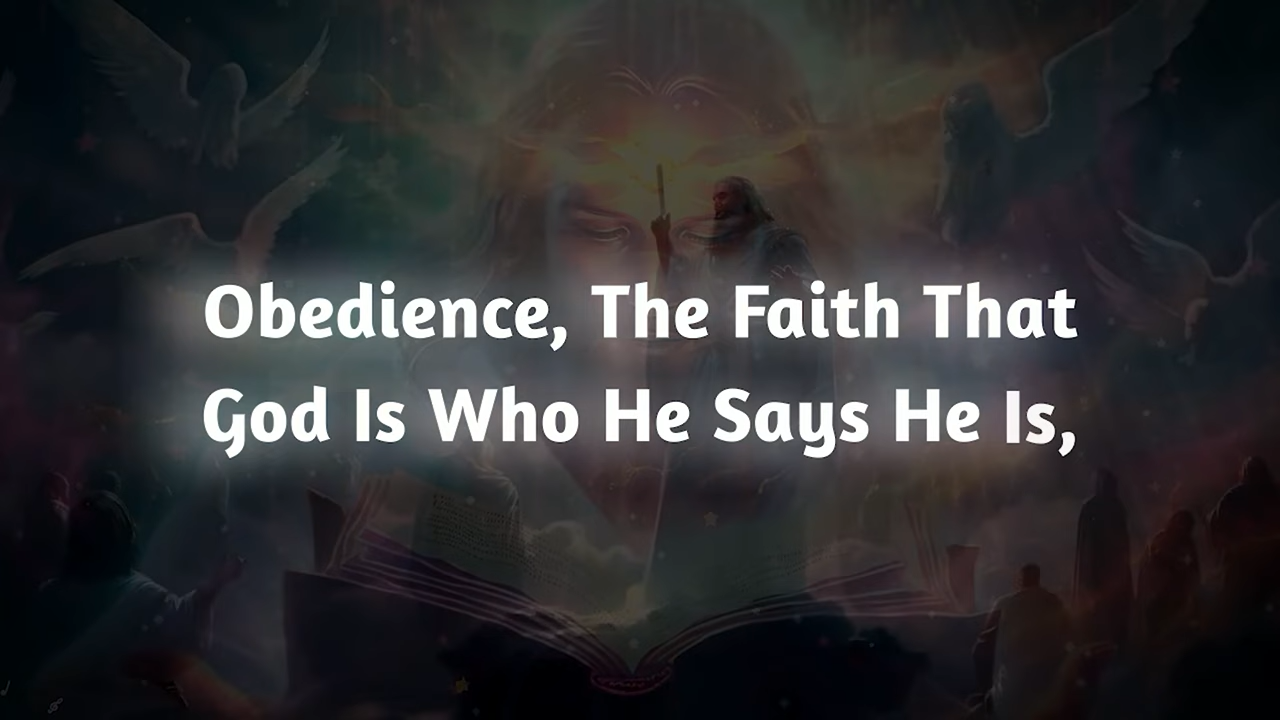 Obedience, The Faith That
God Is Who He Says He Is,